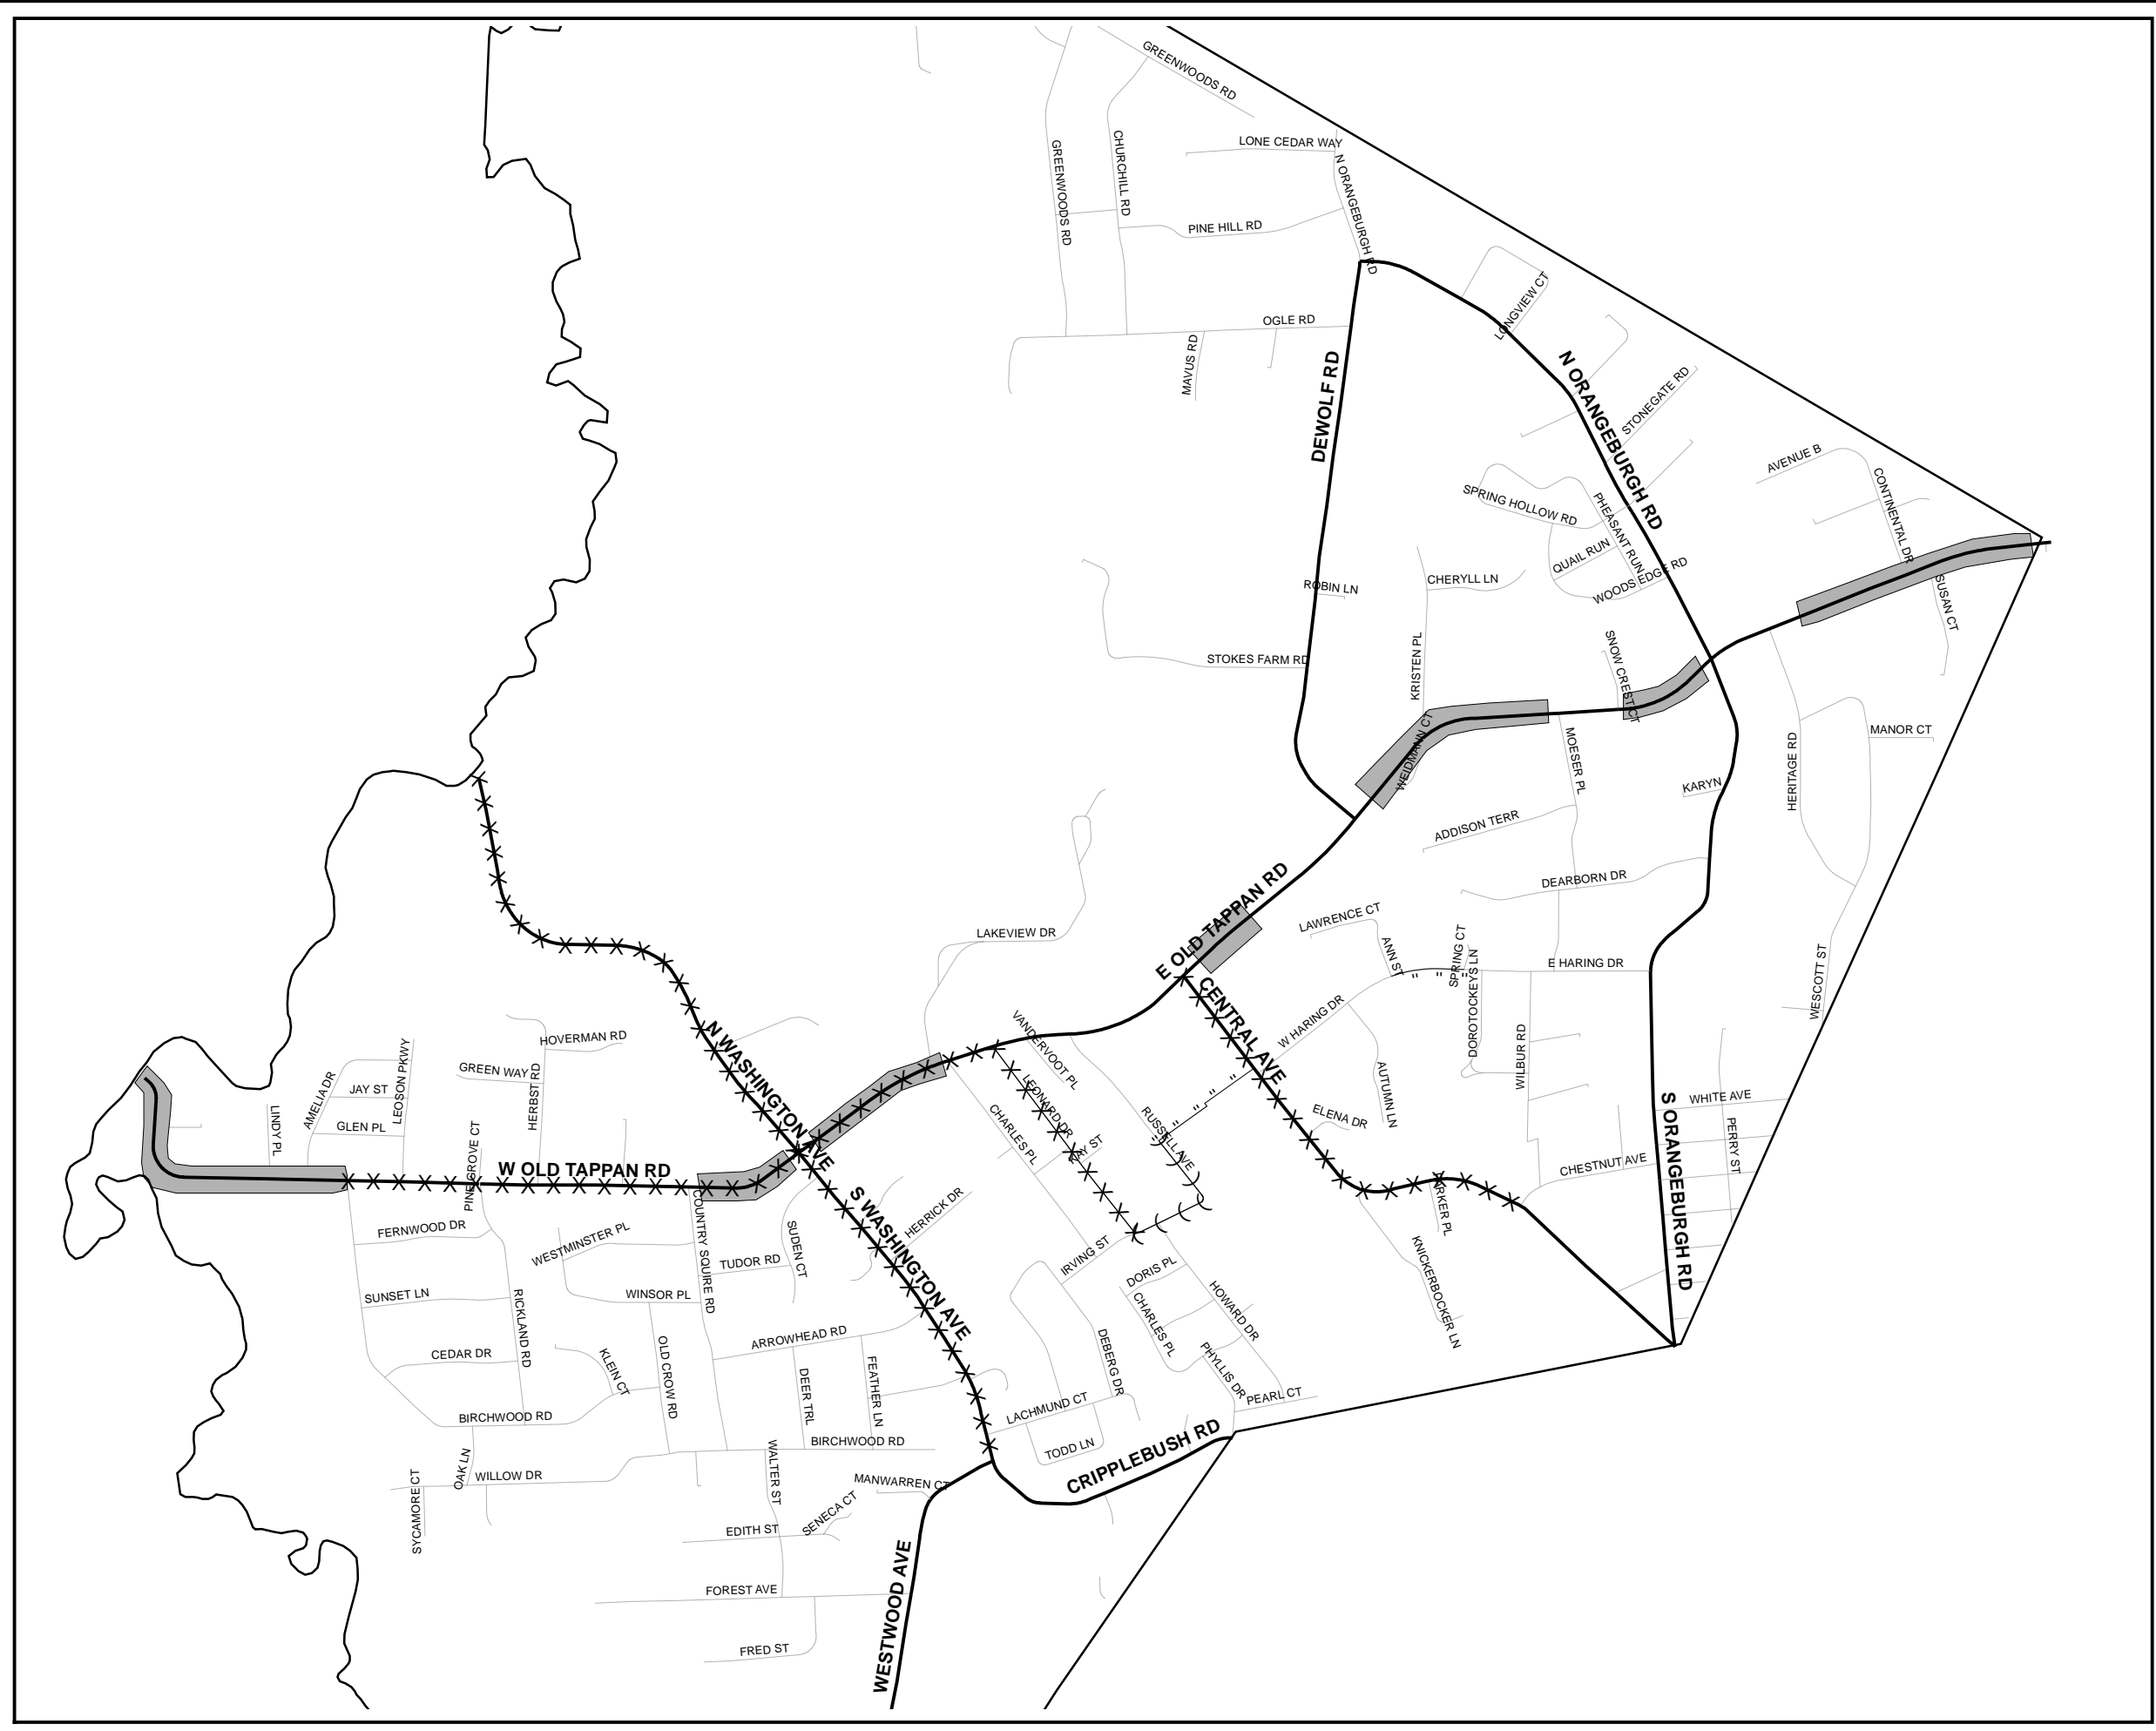 GREENWOODS RD
LONE CEDAR WAY
GREENWOODS RD
CHURCHILL RD
N ORANGEBURGH RD
PINE HILL RD
LONGVIEW CT
OGLE RD
MAVUS RD
DEWOLF RD
N ORANGEBURGH RD
STONEGATE RD
AVENUE B
CONTINENTAL DR
SPRING HOLLOW RD
PHEASANT RUN
QUAIL RUN
WOODS EDGE RD
ROBIN LN
CHERYLL LN
SUSAN CT
KRISTEN PL
SNOW CREST CT
STOKES FARM RD
WEIDMANN CT
MOESER PL
HERITAGE RD
MANOR CT
KARYN
ADDISON TERR
DEARBORN DR
E OLD TAPPAN RD
LAWRENCE CT
ANN ST
SPRING CT
DOROTOCKEYS LN
E HARING DR
WESCOTT ST
LAKEVIEW DR
CENTRAL AVE
W HARING DR
WILBUR RD
VANDERVOOT PL
N WASHINGTON AVE
HOVERMAN RD
GREEN WAY
HERBST RD
LEOSON PKWY
AMELIA DR
JAY ST
GLEN PL
LINDY PL
PINE GROVE CT
W OLD TAPPAN RD
LEONARD DR
CHARLES PL
KAY ST
RUSSELL AVE
AUTUMN LN
ELENA DR
S ORANGEBURGH RD
WHITE AVE
PERRY ST
CHESTNUT AVE
PARKER PL
KNICKERBOCKER LN
FERNWOOD DR
WESTMINSTER PL
COUNTRY SQUIRE RD
TUDOR RD
SUDEN CT
S WASHINGTON AVE
HERRICK DR
IRVING ST
DORIS PL
CHARLES PL
HOWARD DR
SUNSET LN
RICKLAND RD
WINSOR PL
ARROWHEAD RD
DEBERG DR
PHYLLIS DR
CEDAR DR
KLEIN CT
OLD CROW RD
DEER TRL
FEATHER LN
LACHMUND CT
PEARL CT
BIRCHWOOD RD
BIRCHWOOD RD
TODD LN
CRIPPLEBUSH RD
OAK LN
WILLOW DR
SYCAMORE CT
WALTER ST
MANWARREN CT
SENECA CT
EDITH ST
WESTWOOD AVE
FOREST AVE
FRED ST